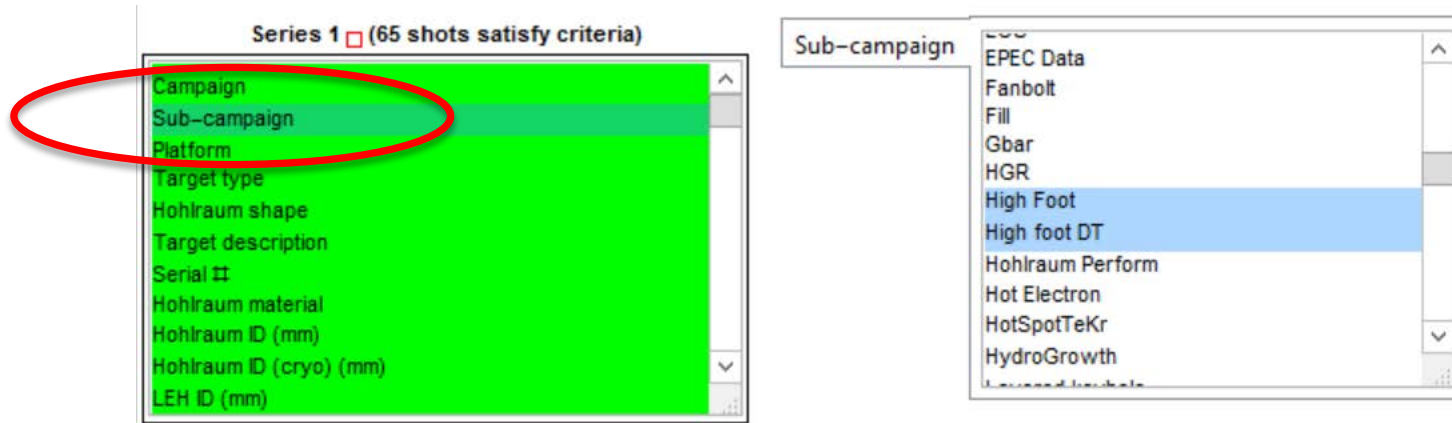 Series 1 (65 shots satisfy criteria)
Campaign
Sub-campaign
Platform
Target type
Hohlraum shape
Target description
Serial #
Hohlraum material
Hohlraum ID (mm)
Hohlraum ID (cryo) (mm)
LEH ID (mm)
Sub-campaign
EPEC Data
Fanbolt
Fill
Gbar
HGR
High Foot
High foot DT
Hohlraum Perform
Hot Electron
HotSpotTeKr
HydroGrowth